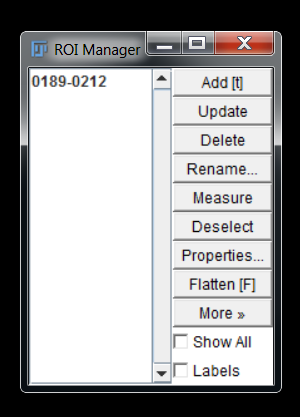 ROI Manager
0189-0212
Add [t]
Update
Delete
Rename...
Measure
Deselect
Properties...
Flatten [F]
More »
Show All
Labels